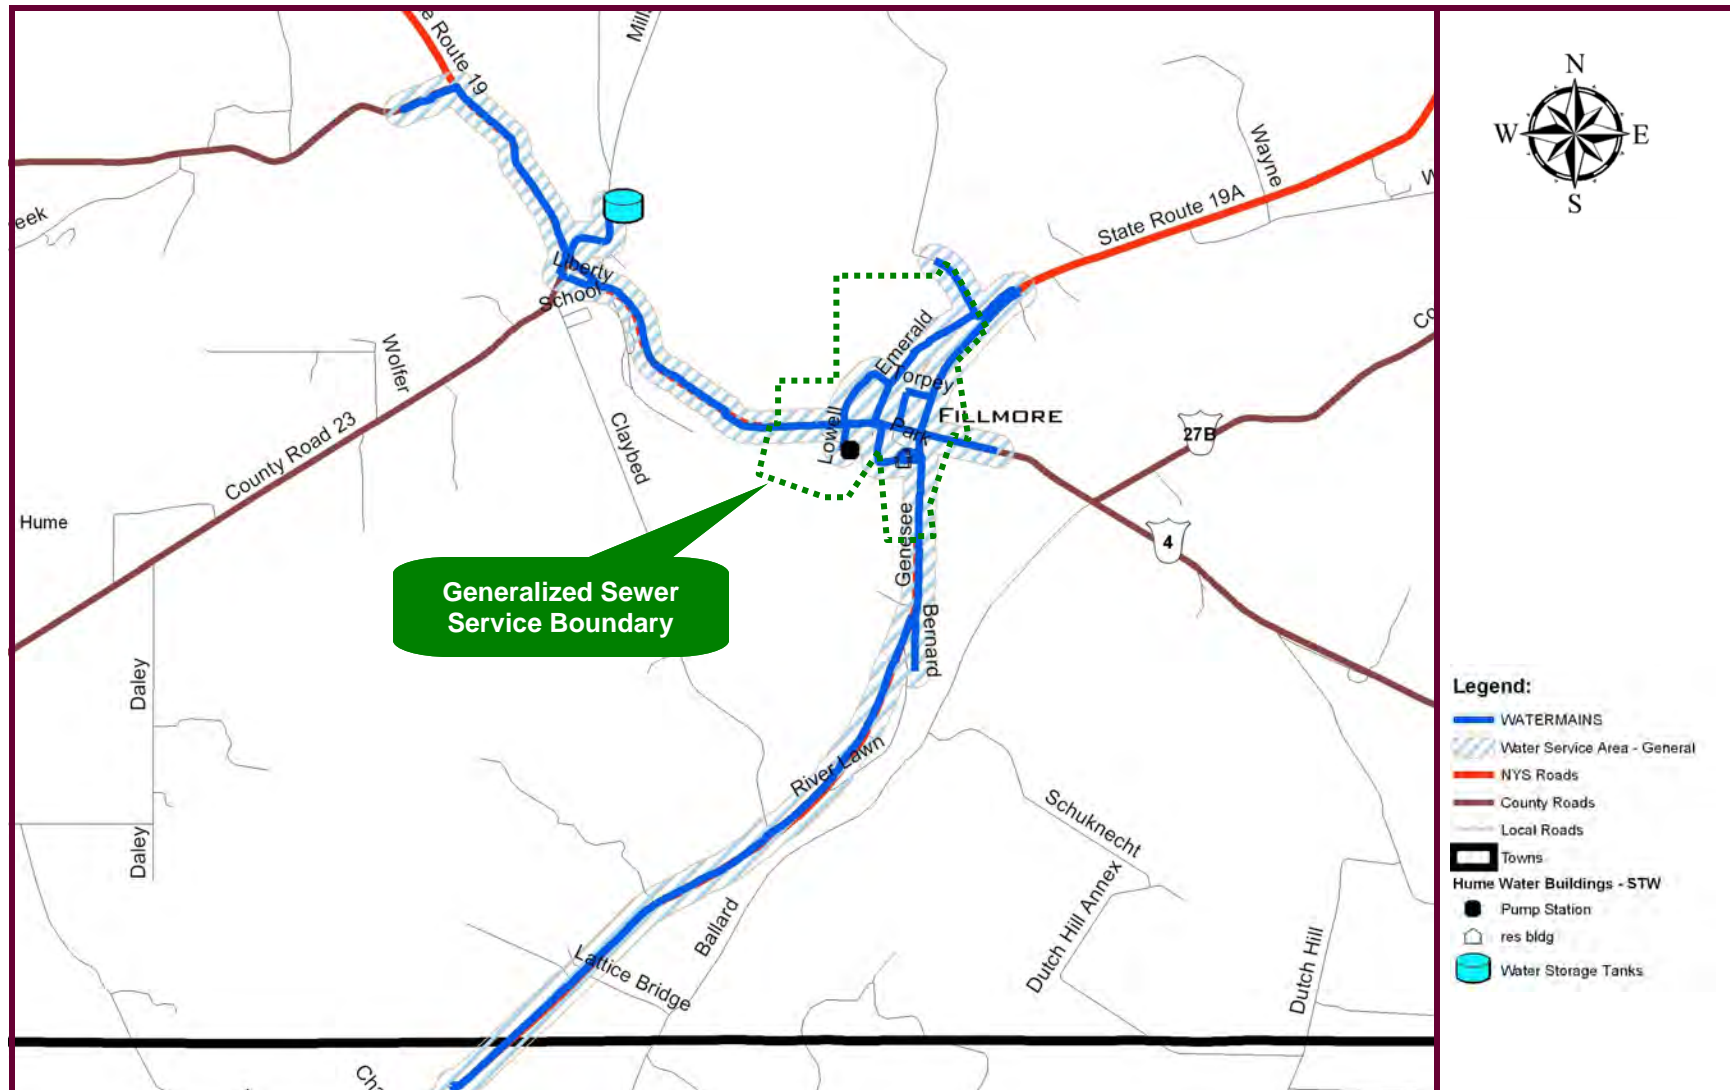 e Route 19
Mills
N
W
E
S
Wayne
State Route 19A
W
eek
Liberty
School
Wolfer
Emerald
Torpey
Co
FILLMORE
Lowell
Park
27B
County Road 23
Claybed
Hume
4
Genesee
Generalized Sewer
Service Boundary
Bernard
Daley
River Lawn
Schuknecht
Daley
Dutch Hill Annex
Ballard
Dutch Hill
Lattice Bridge
Cha
Legend:
WATERMAINS
Water Service Area - General
NYS Roads
County Roads
Local Roads
Towns
Hume Water Buildings - STW
Pump Station
res bldg
Water Storage Tanks